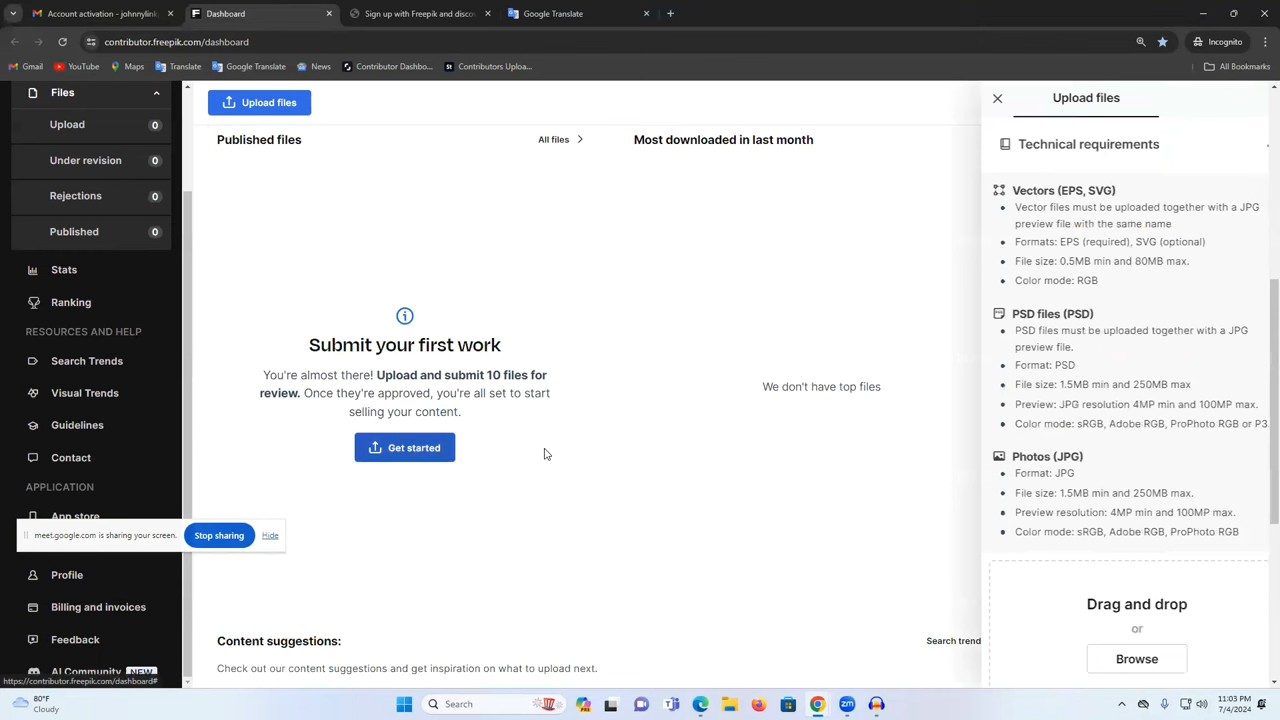 Account activation - johnnylin
Dashboard
Sign up with Freepik and disco
Google Translate
contributor.freepik.com/dashboard
Incognito
Gmail
YouTube
Maps
Translate
Google Translate
News
Contributor Dashbo...
Contributors Uploa...
All Bookmarks
Files
Upload 0
Under revision 0
Rejections 0
Published 0
Stats
Ranking
RESOURCES AND HELP
Search Trends
Visual Trends
Guidelines
Contact
APPLICATION
App store
meet.google.com is sharing your screen.
Stop sharing
Hide
Profile
Billing and invoices
Feedback
AI Community NEW
https://contributor.freepik.com/dashboard#
Upload files
Published files
All files
Most downloaded in last month
Submit your first work
You're almost there! Upload and submit 10 files for
review. Once they're approved, you're all set to start
selling your content.
Get started
We don't have top files
Content suggestions:
Search trend
Check out our content suggestions and get inspiration on what to upload next.
Upload files
Technical requirements
Vectors (EPS, SVG)
Vector files must be uploaded together with a JPG
preview file with the same name
Formats: EPS (required), SVG (optional)
File size: 0.5MB min and 80MB max.
Color mode: RGB
PSD files (PSD)
PSD files must be uploaded together with a JPG
preview file.
Format: PSD
File size: 1.5MB min and 250MB max
Preview: JPG resolution 4MP min and 100MP max.
Color mode: sRGB, Adobe RGB, ProPhoto RGB or P3.
Photos (JPG)
Format: JPG
File size: 1.5MB min and 250MB max.
Preview resolution: 4MP min and 100MP max.
Color mode: sRGB, Adobe RGB, ProPhoto RGB
Drag and drop
or
Browse
80°F
Cloudy
Search
11:03 PM
7/4/2024